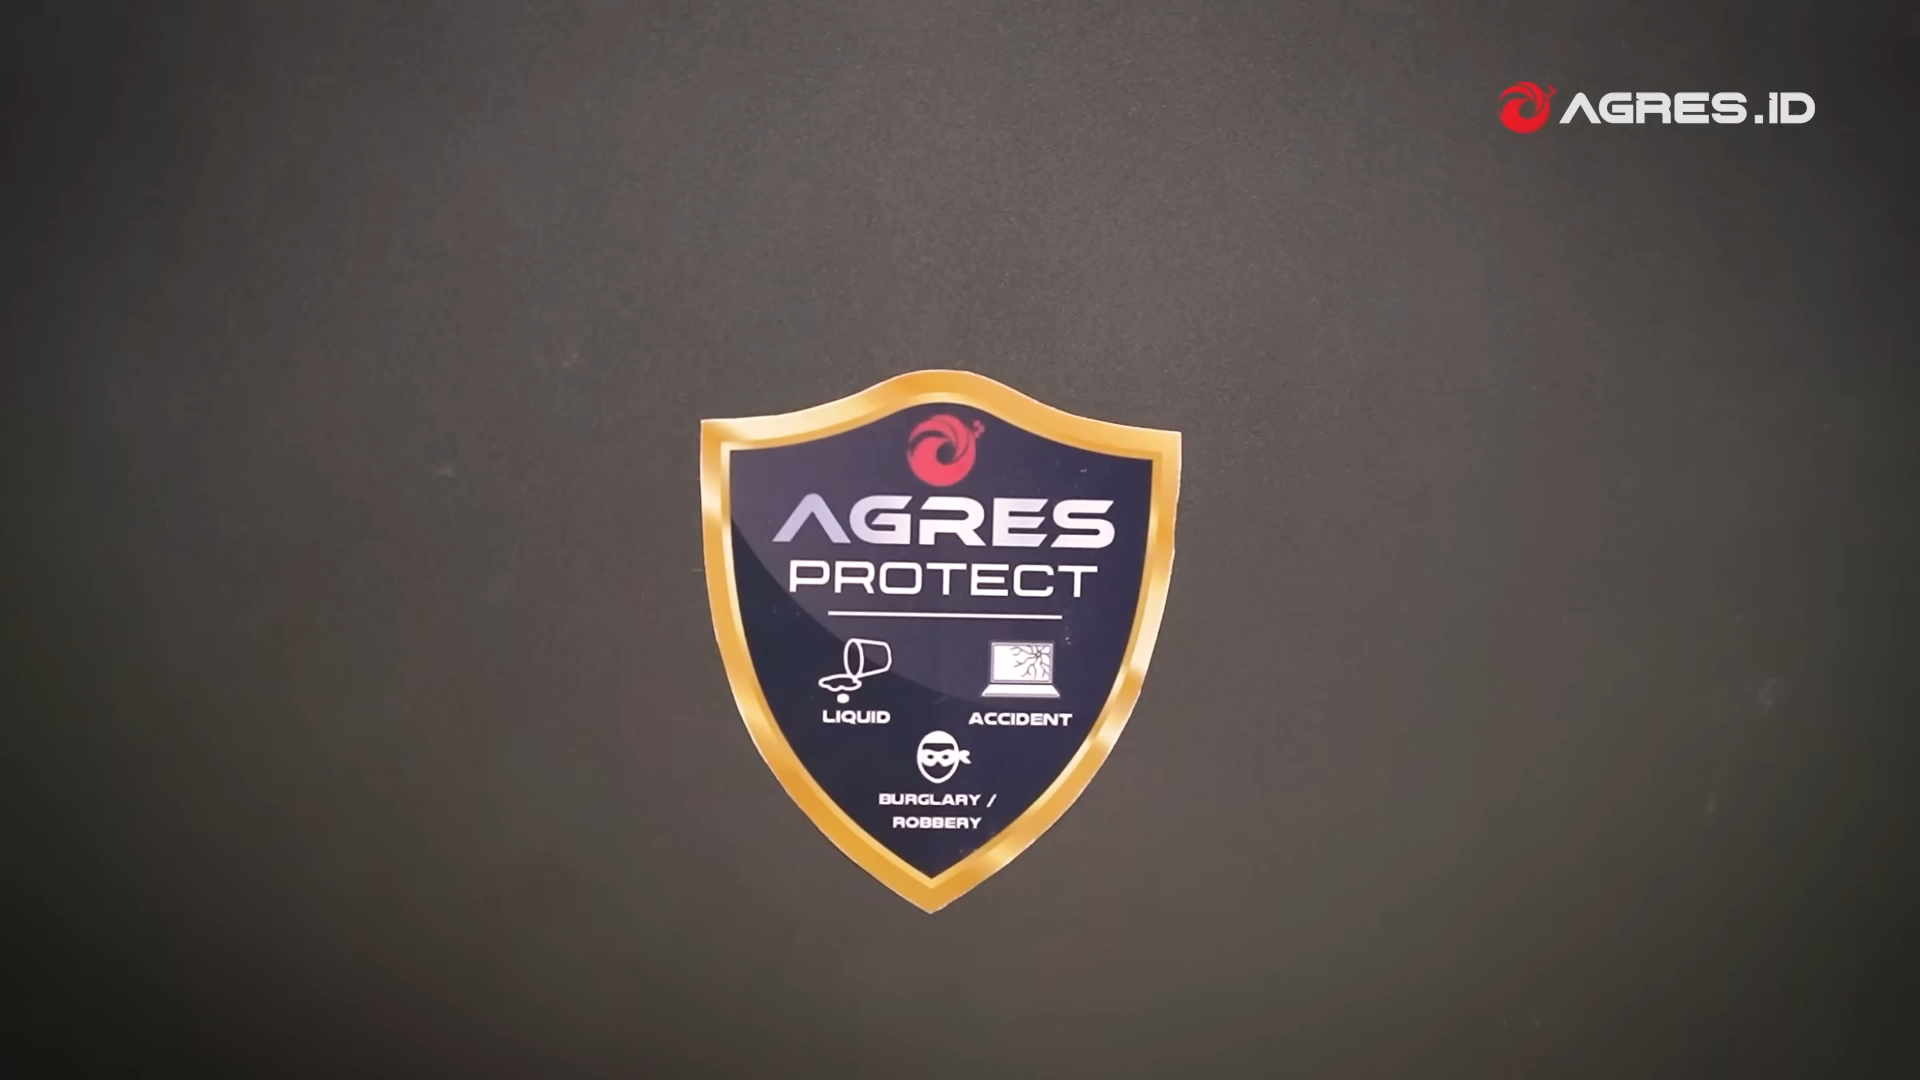 AGRES.ID
AGRES
PROTECT
LIQUID
ACCIDENT
BURGLARY /
ROBBERY